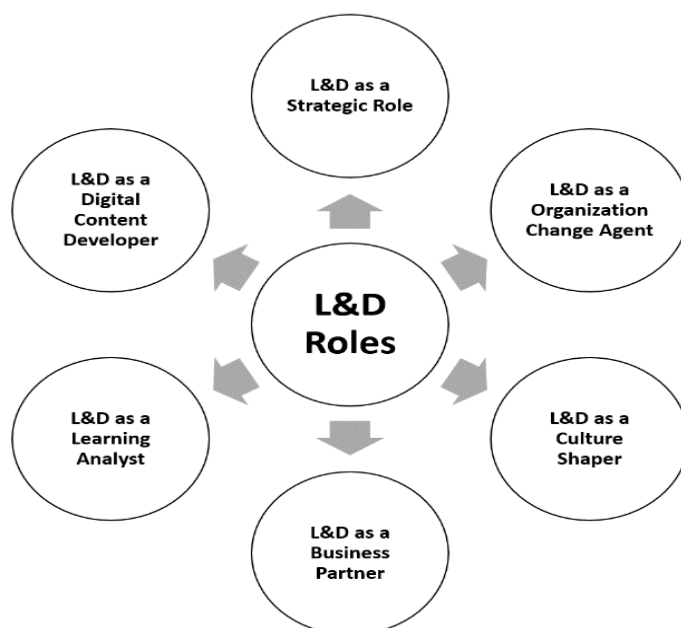 L&D as a
Strategic Role
L&D as a
Digital
Content
Developer
L&D as a
Organization
Change Agent
L&D
Roles
L&D as a
Learning
Analyst
L&D as a
Culture
Shaper
L&D as a
Business
Partner